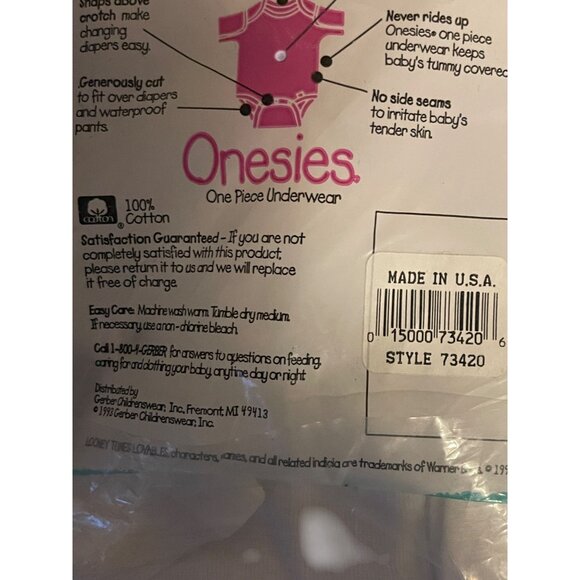 Snaps above
crotch make
changing
diapers easy.
Generously cut
to fit over diapers
and waterproof
pants.
Never rides up
Onesies® one piece
underwear keeps
baby's tummy covered
No side seams
to irritate baby's
tender skin.
Onesies®
One Piece Underwear
COTTON ®
100%
Cotton
Satisfaction Guaranteed - If you are not
completely satisfied with this product,
please return it to us and we will replace
it free of charge.
Easy Care: Machine wash warm. Tumble dry medium.
If necessary, use a non-chlorine bleach.
Call 1-800-4-GERBER for answers to questions on feeding,
caring for and clothing your baby, anytime day or night
Distributed by
Gerber Childrenswear, Inc., Fremont, MI 49413
© 1993 Gerber Childrenswear, Inc.
LOONEY TUNES LOVABLES, characters, names, and all related indicia are trademarks of Warner
MADE IN U.S.A.
0 15000 73420 6
STYLE 73420